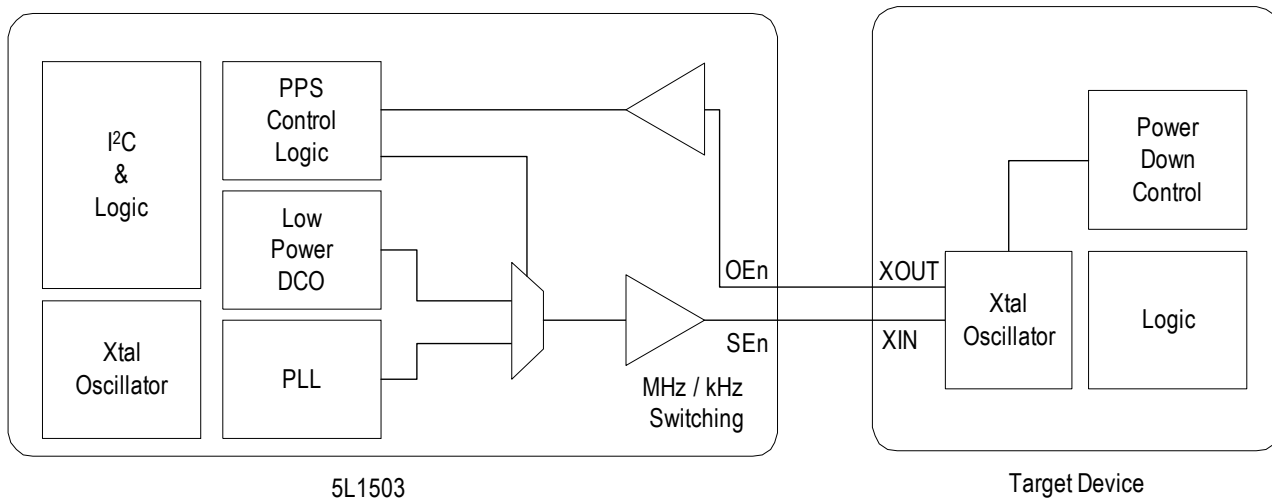 I²C
&
Logic
Xtal
Oscillator
PPS
Control
Logic
Low
Power
DCO
PLL
OEn
SEn
MHz / kHz
Switching
5L1503
XOUT
XIN
Xtal
Oscillator
Power
Down
Control
Logic
Target Device